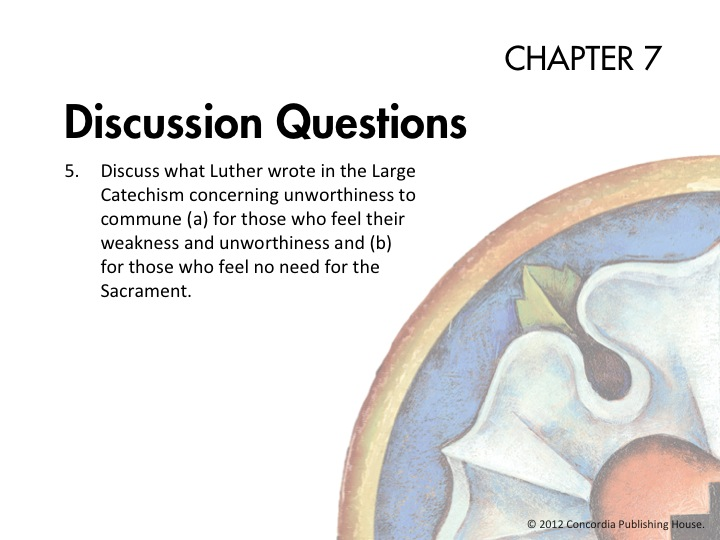 CHAPTER 7
Discussion Questions
5. Discuss what Luther wrote in the Large
Catechism concerning unworthiness to
commune (a) for those who feel their
weakness and unworthiness and (b)
for those who feel no need for the
Sacrament.
© 2012 Concordia Publishing House.